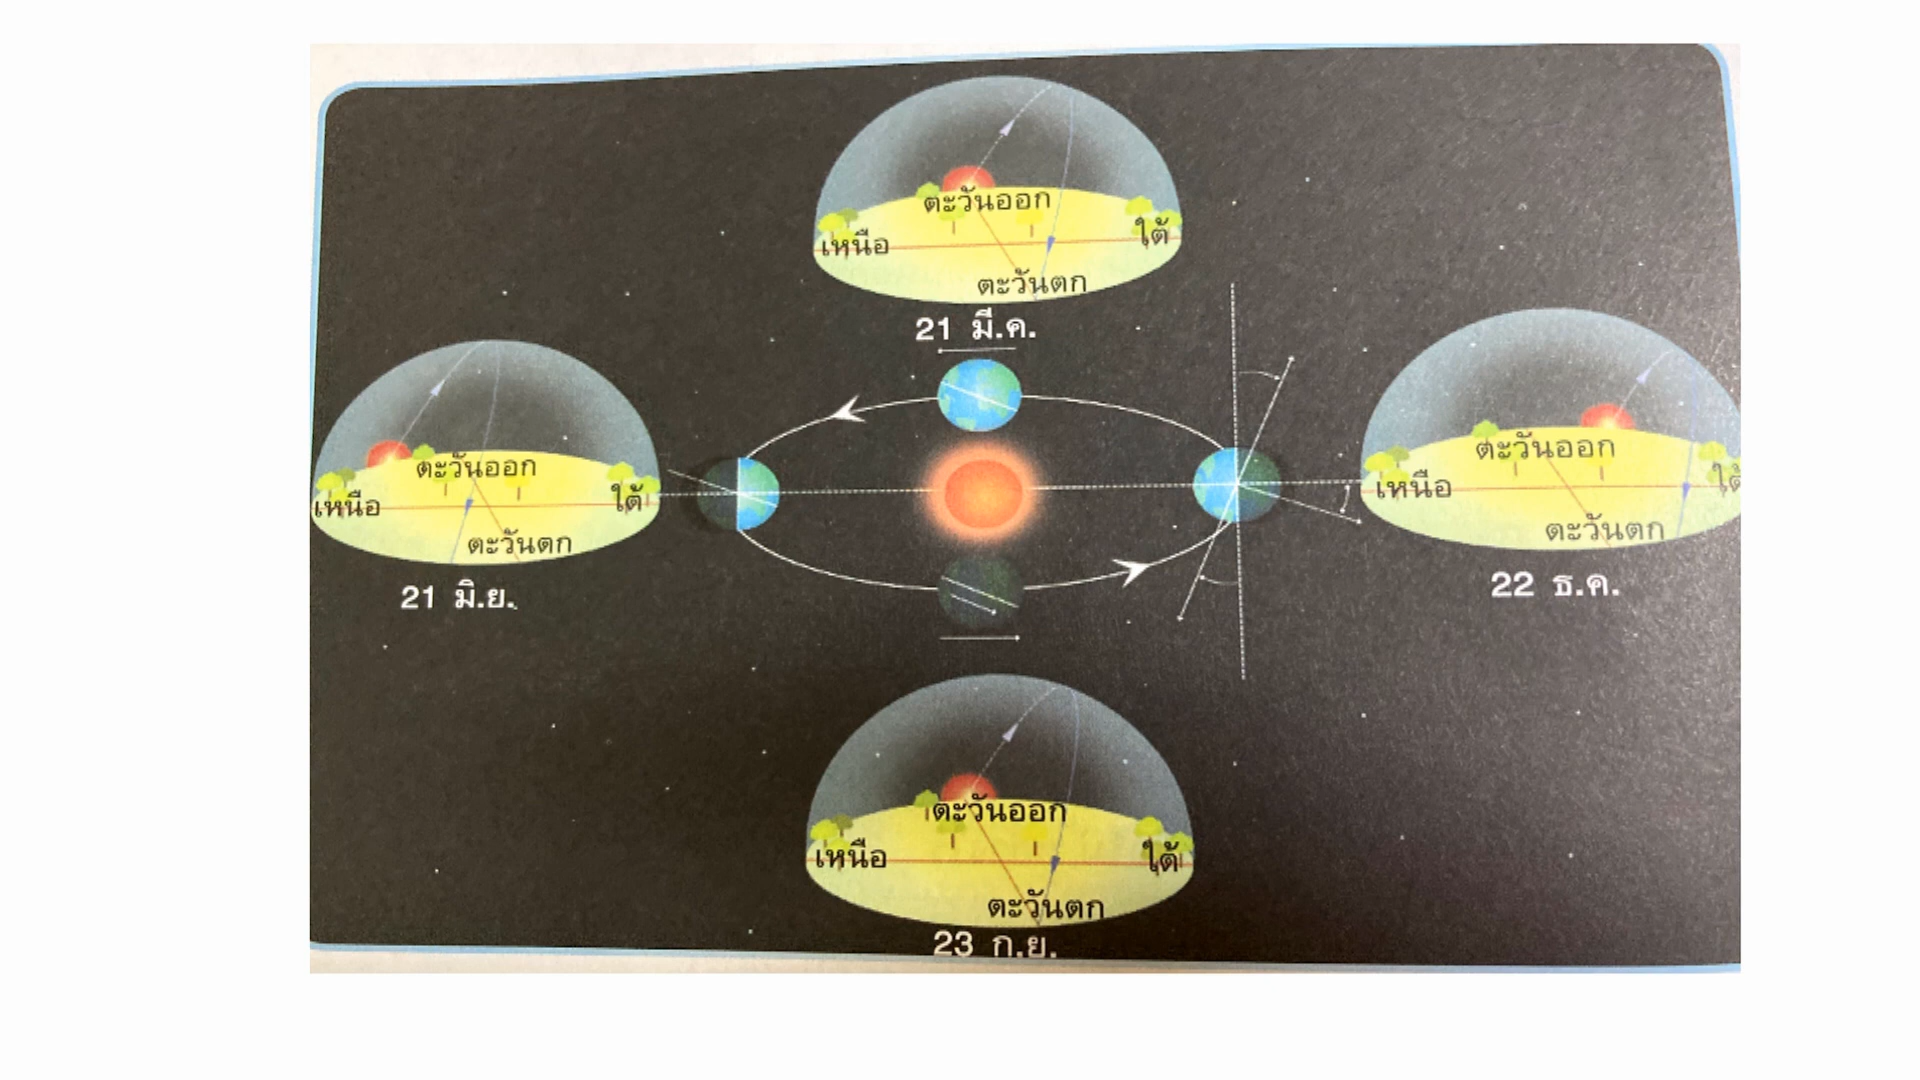 ตะวันออก
เหนือ
ใต้
ตะวันตก
21 มี.ค.
ตะวันออก
เหนือ
ใต้
ตะวันตก
21 มิ.ย.
ตะวันออก
เหนือ
ใต้
ตะวันตก
22 ธ.ค.
ตะวันออก
เหนือ
ใต้
ตะวันตก
23 ก.ย.